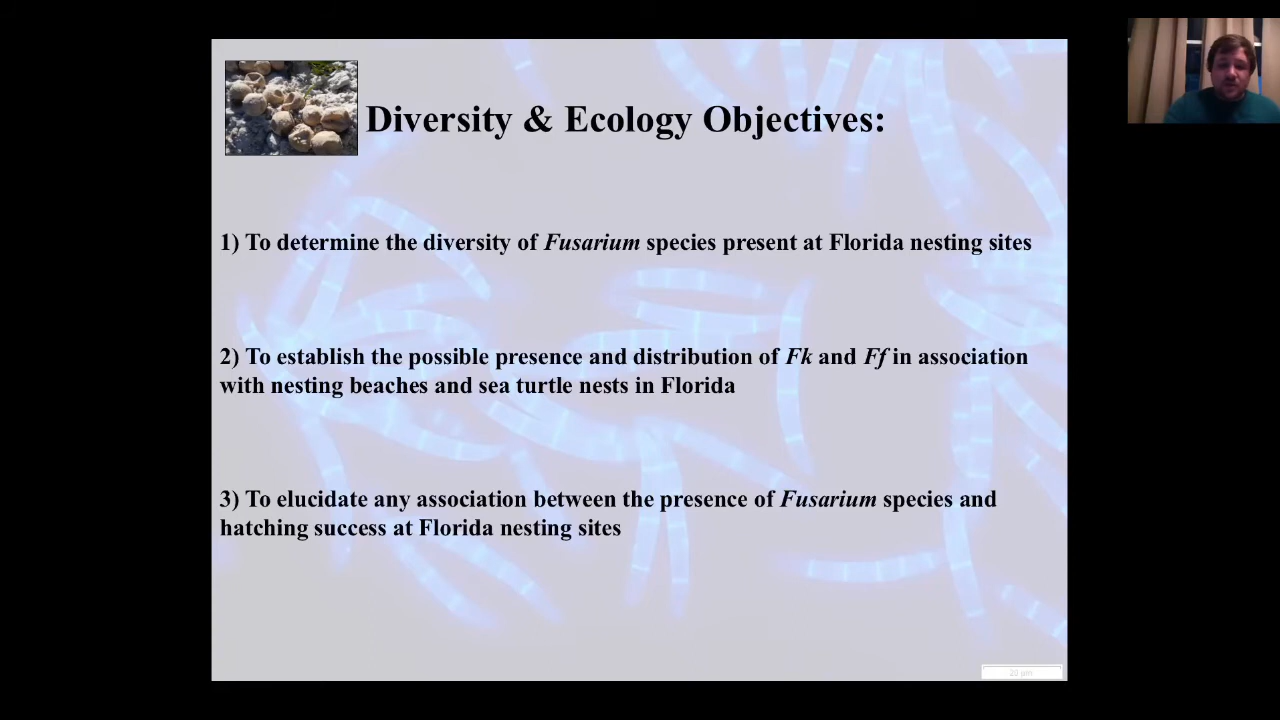 Diversity & Ecology Objectives:
1) To determine the diversity of Fusarium species present at Florida nesting sites
2) To establish the possible presence and distribution of Fk and Ff in association
with nesting beaches and sea turtle nests in Florida
3) To elucidate any association between the presence of Fusarium species and
hatching success at Florida nesting sites
25 µm